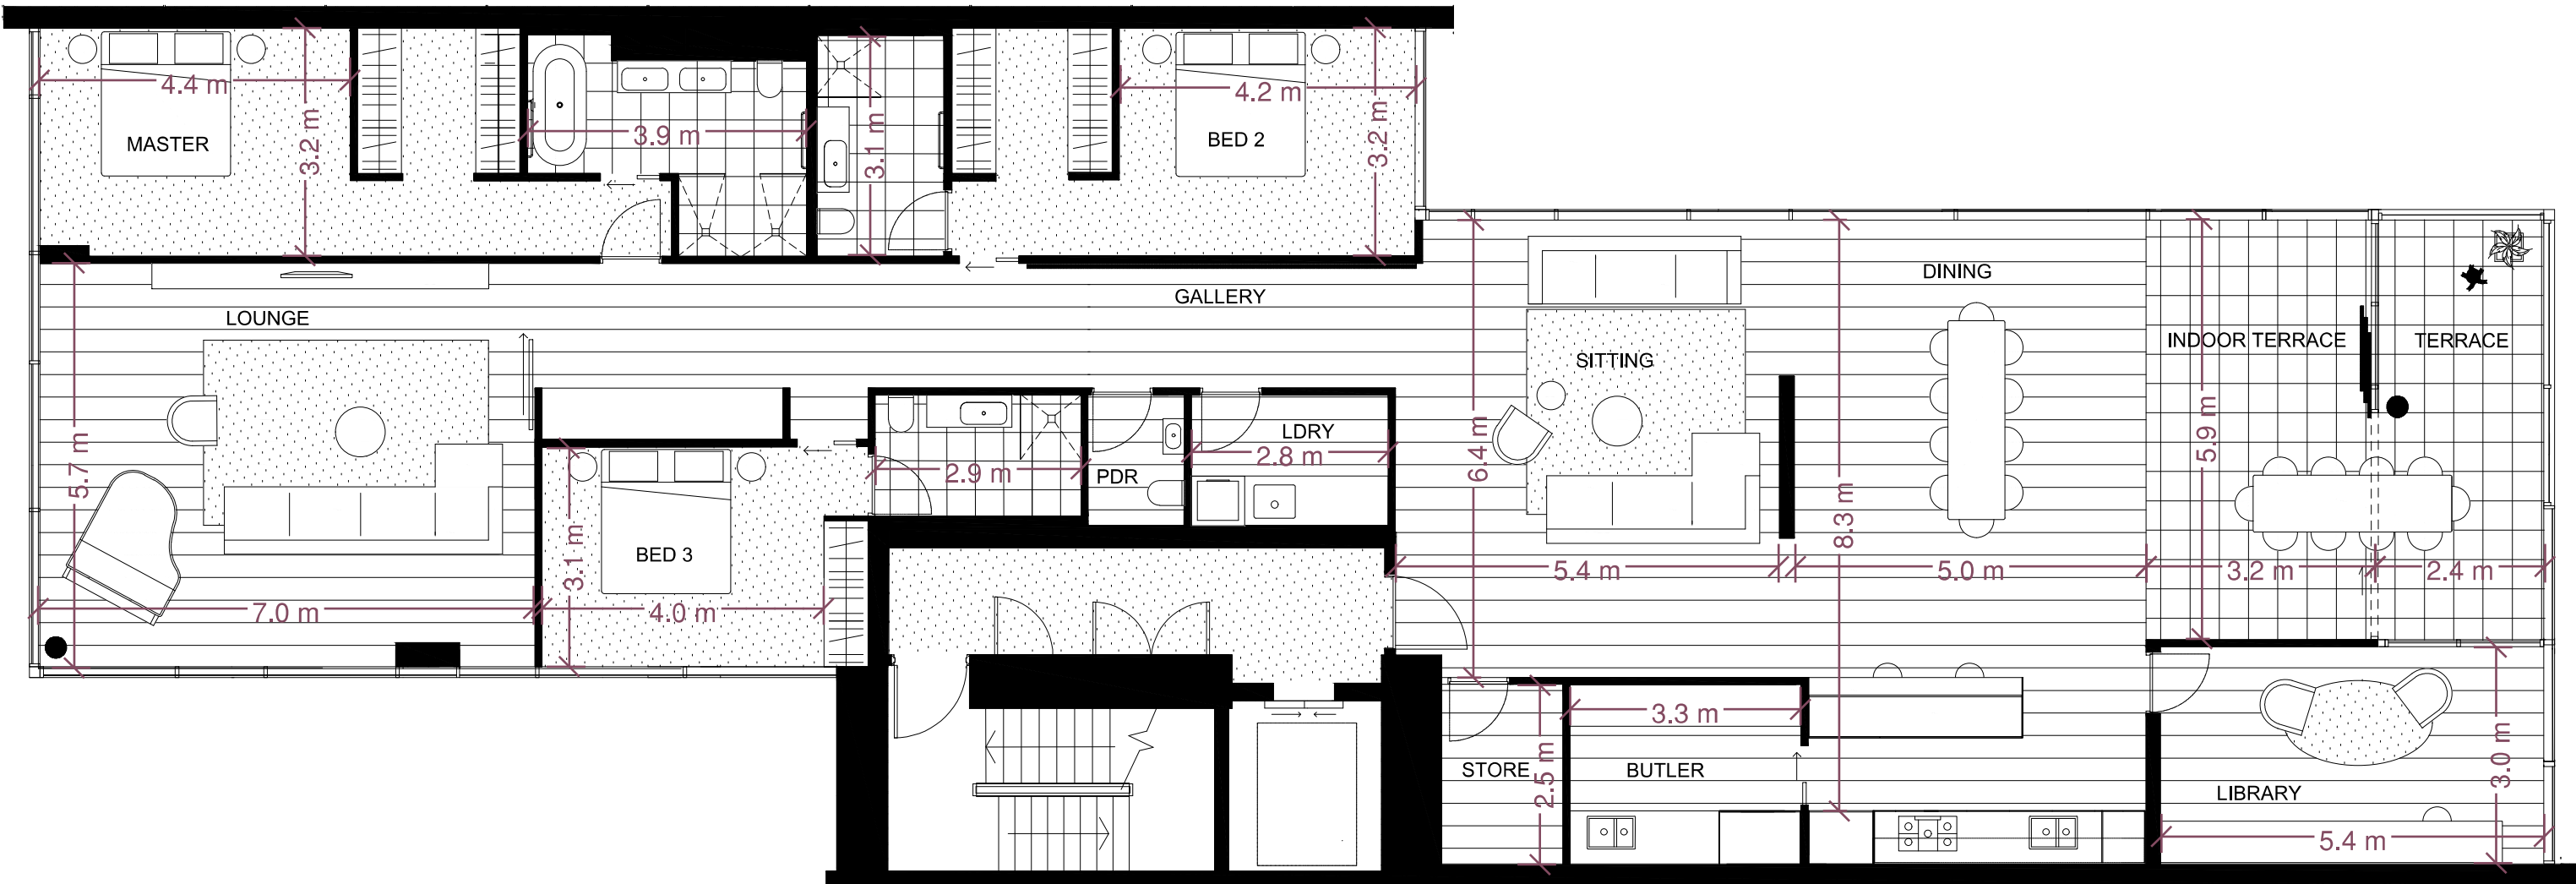 4.4 m
MASTER
3.2 m
3.9 m
3.1 m
4.2 m
BED 2
3.2 m
LOUNGE
GALLERY
DINING
SITTING
INDOOR TERRACE
TERRACE
5.7 m
7.0 m
BED 3
3.1 m
4.0 m
2.9 m
PDR
LDRY
2.8 m
6.4 m
5.4 m
8.3 m
5.0 m
5.9 m
3.2 m
2.4 m
STORE
2.5 m
3.3 m
BUTLER
LIBRARY
3.0 m
5.4 m